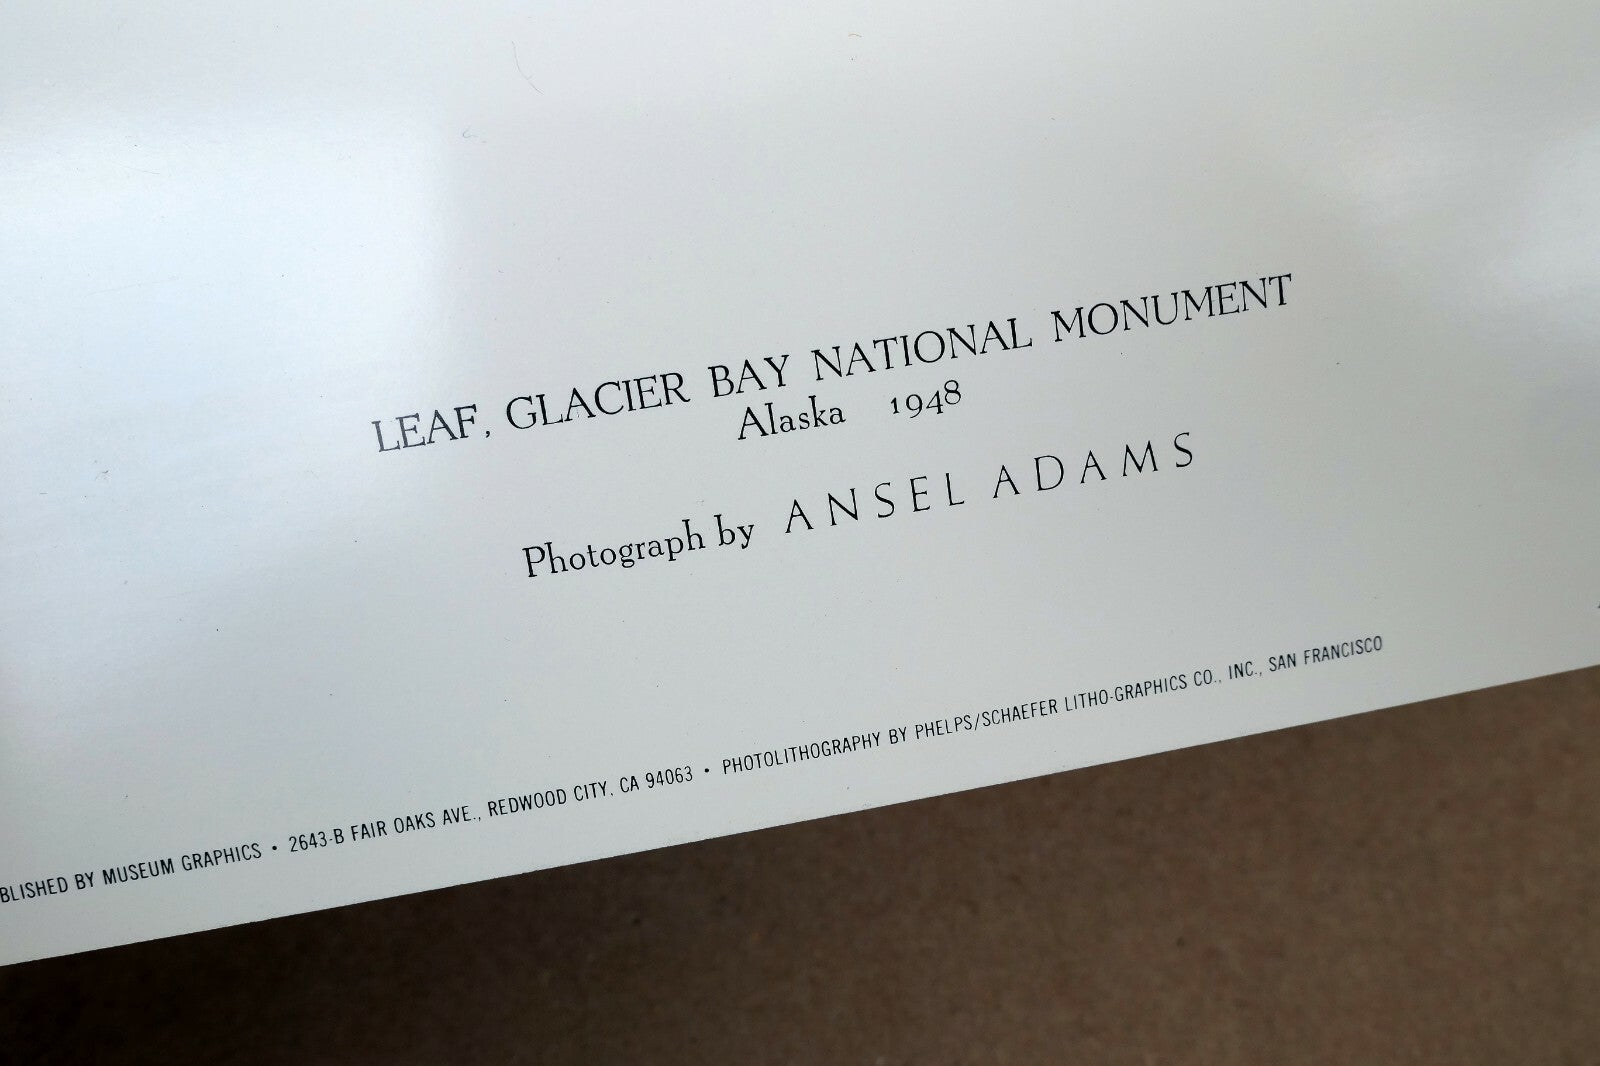 LEAF, GLACIER BAY NATIONAL MONUMENT
Alaska 1948
Photograph by ANSEL ADAMS
BLISHED BY MUSEUM GRAPHICS • 2643-B FAIR OAKS AVE., REDWOOD CITY, CA 94063 • PHOTOLITHOGRAPHY BY PHELPS/SCHAEFER LITHO-GRAPHICS CO., INC., SAN FRANCISCO